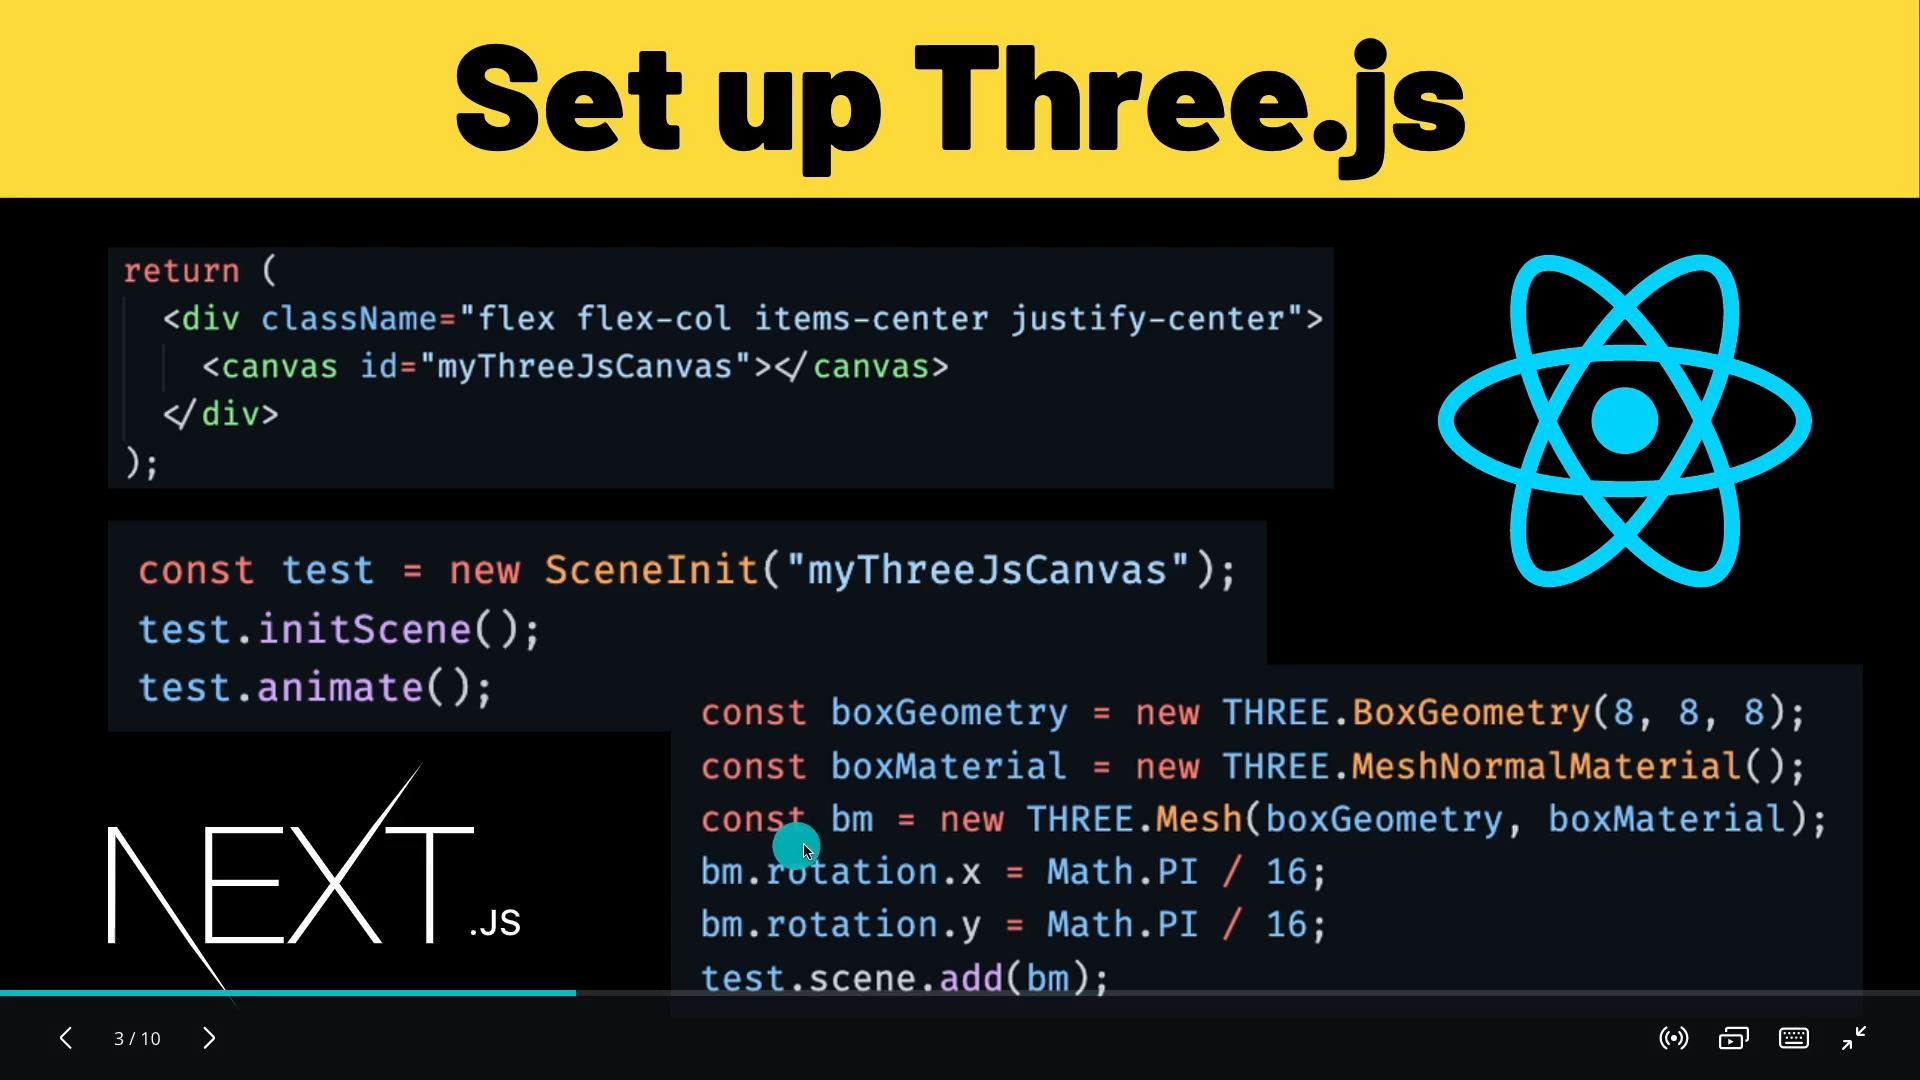 Set up Three.js
return (
<div className="flex flex-col items-center justify-center">
<canvas id="myThreeJsCanvas"></canvas>
</div>
);
const test = new SceneInit("myThreeJsCanvas");
test.initScene();
test.animate();
const boxGeometry = new THREE.BoxGeometry(8, 8, 8);
const boxMaterial = new THREE.MeshNormalMaterial();
const bm = new THREE.Mesh(boxGeometry, boxMaterial);
bm.rotation.x = Math.PI / 16;
bm.rotation.y = Math.PI / 16;
test.scene.add(bm);
NEXT.JS
3 / 10